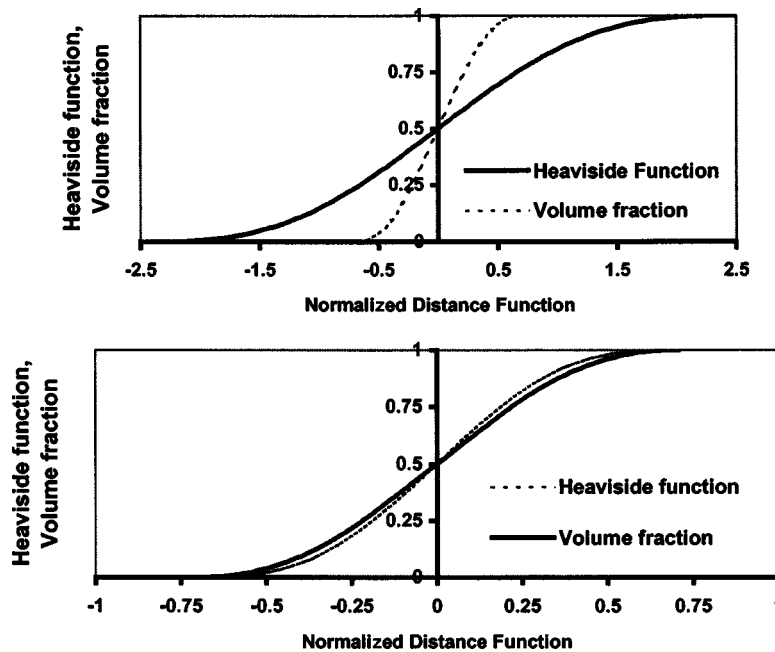 Heaviside function,
Volume fraction
1
0.75
0.5
0.25
0
Heaviside Function
Volume fraction
-2.5 -1.5 -0.5 0.5 1.5 2.5
Normalized Distance Function
Heaviside function,
Volume fraction
1
0.75
0.5
0.25
0
Heaviside function
Volume fraction
-1 -0.75 -0.5 -0.25 0 0.25 0.5 0.75 1
Normalized Distance Function